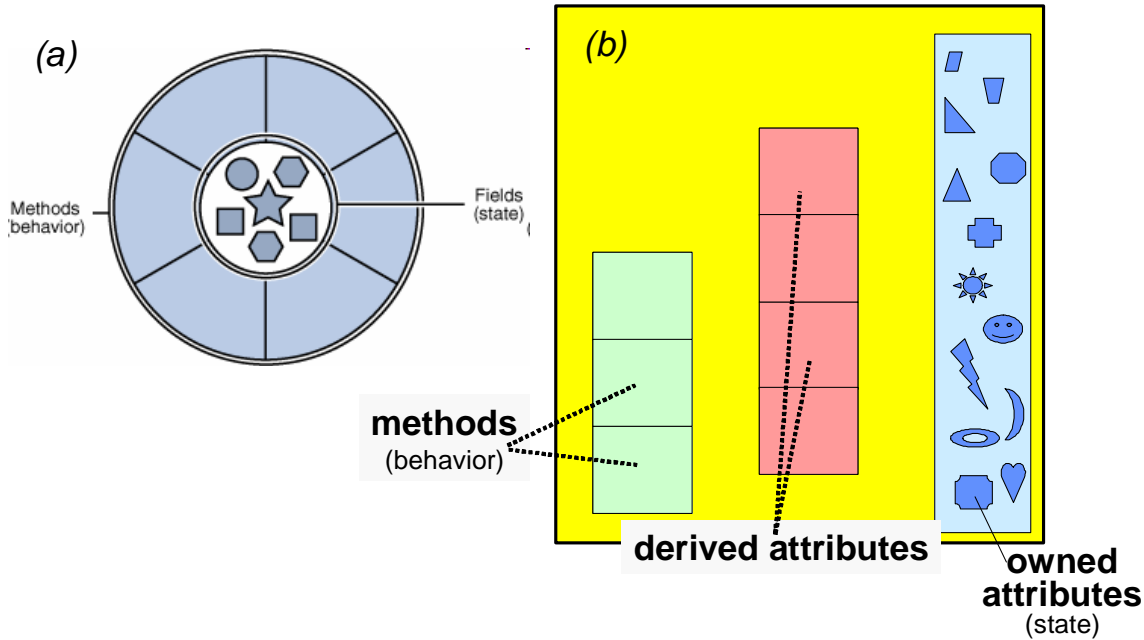 (a)
Methods
(behavior)
Fields
(state)
(b)
methods
(behavior)
derived attributes
owned
attributes
(state)